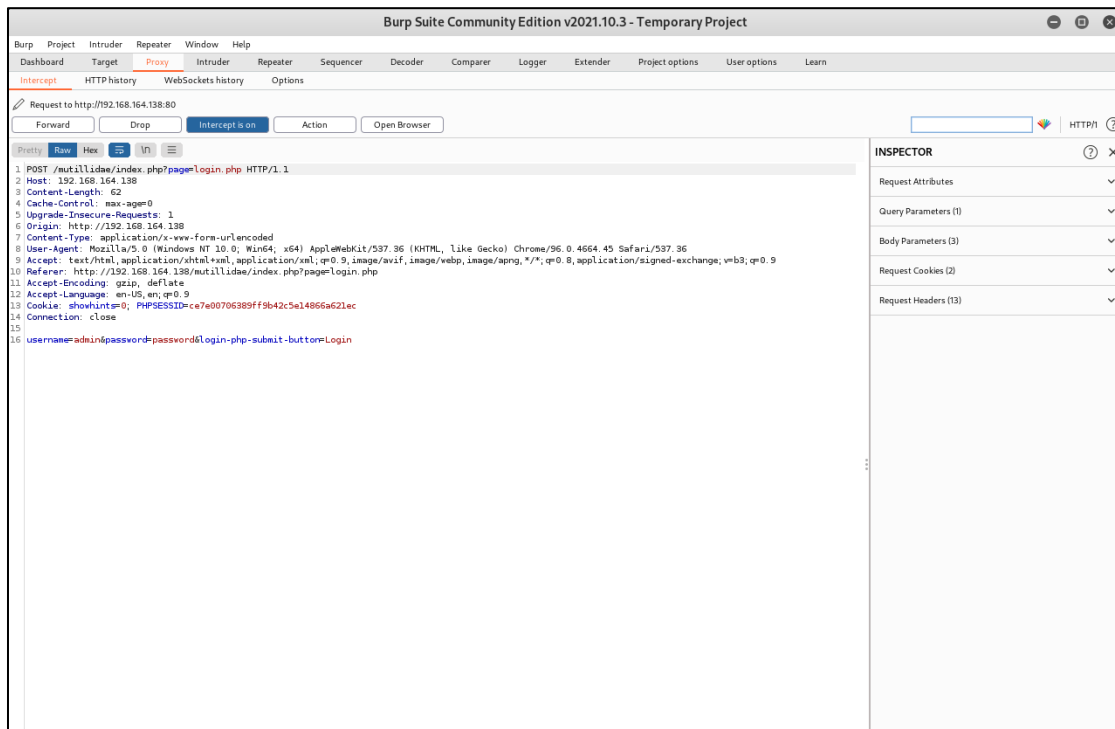 Burp Suite Community Edition v2021.10.3 - Temporary Project
Burp Project Intruder Repeater Window Help
Dashboard Target Proxy Intruder Repeater Sequencer Decoder Comparer Logger Extender Project options User options Learn
Intercept HTTP history WebSockets history Options
Request to http://192.168.164.138:80
Forward Drop Intercept is on Action Open Browser HTTP/1 ?
Pretty Raw Hex \n
INSPECTOR ?
1 POST /mutillidae/index.php?page=login.php HTTP/1.1
2 Host: 192.168.164.138
3 Content-Length: 62
4 Cache-Control: max-age=0
5 Upgrade-Insecure-Requests: 1
6 Origin: http://192.168.164.138
7 Content-Type: application/x-www-form-urlencoded
8 User-Agent: Mozilla/5.0 (Windows NT 10.0; Win64; x64) AppleWebKit/537.36 (KHTML, like Gecko) Chrome/96.0.4664.45 Safari/537.36
9 Accept: text/html,application/xhtml+xml,application/xml;q=0.9,image/avif,image/webp,image/apng,*/*;q=0.8,application/signed-exchange;v=b3;q=0.9
10 Referer: http://192.168.164.138/mutillidae/index.php?page=login.php
11 Accept-Encoding: gzip, deflate
12 Accept-Language: en-US,en;q=0.9
13 Cookie: showhints=0; PHPSESSID=ce7e00706389ff9b42c5e14866a621ec
14 Connection: close
15
16 username=admin&password=password&login-php-submit-button=Login
Request Attributes
Query Parameters (1)
Body Parameters (3)
Request Cookies (2)
Request Headers (13)